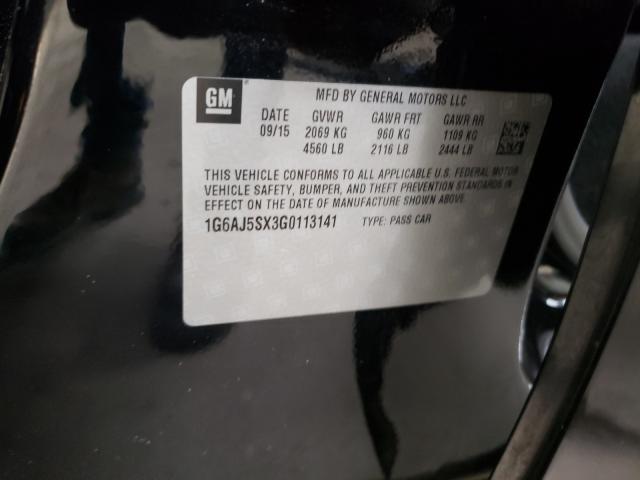 GM
MFD BY GENERAL MOTORS LLC
DATE GVWR GAWR FRT GAWR RR
09/15 2069 KG 960 KG 1109 KG
4560 LB 2116 LB 2444 LB
THIS VEHICLE CONFORMS TO ALL APPLICABLE U.S. FEDERAL MOTOR
VEHICLE SAFETY, BUMPER, AND THEFT PREVENTION STANDARDS IN
EFFECT ON THE DATE OF MANUFACTURE SHOWN ABOVE.
1G6AJ5SX3G0113141 TYPE: PASS CAR